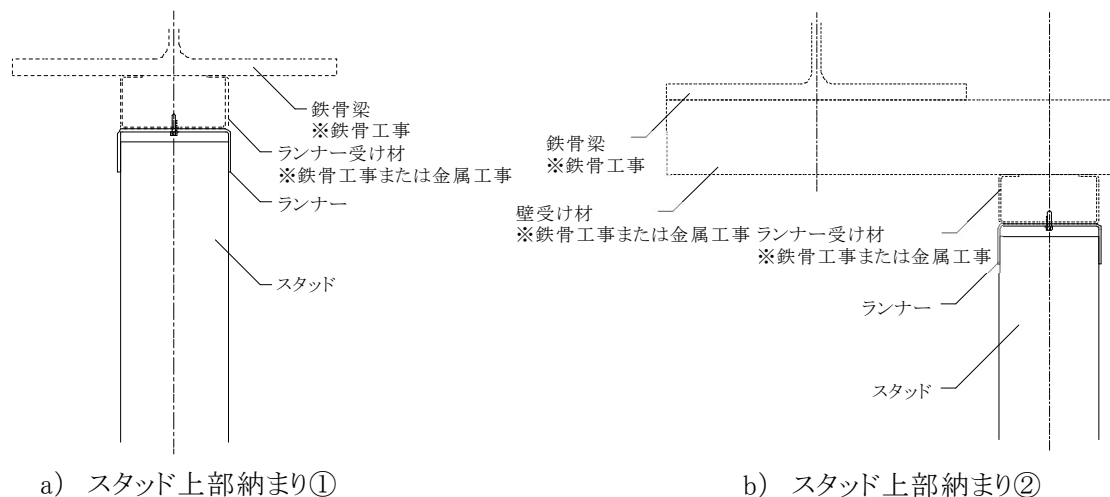 鉄骨梁
※鉄骨工事
ランナー受け材
※鉄骨工事または金属工事
ランナー
スタッド
a) スタッド上部納まり①
鉄骨梁
※鉄骨工事
壁受け材
※鉄骨工事または金属工事
ランナー受け材
※鉄骨工事または金属工事
ランナー
スタッド
b) スタッド上部納まり②